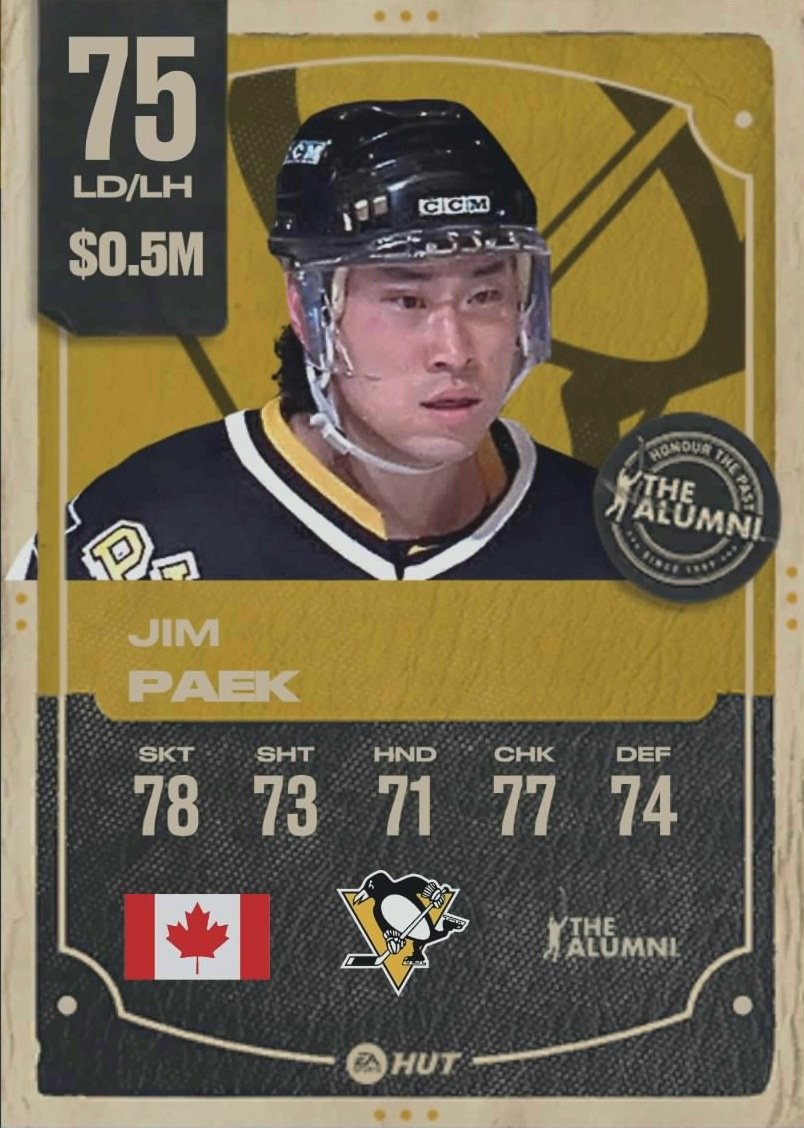 75
LD/LH
$0.5M
CCM
CCM
HONOUR THE PAST
THE
ALUMNI
JIM
PAEK
SKT SHT HND CHK DEF
78 73 71 77 74
THE
ALUMNI
EA
HUT